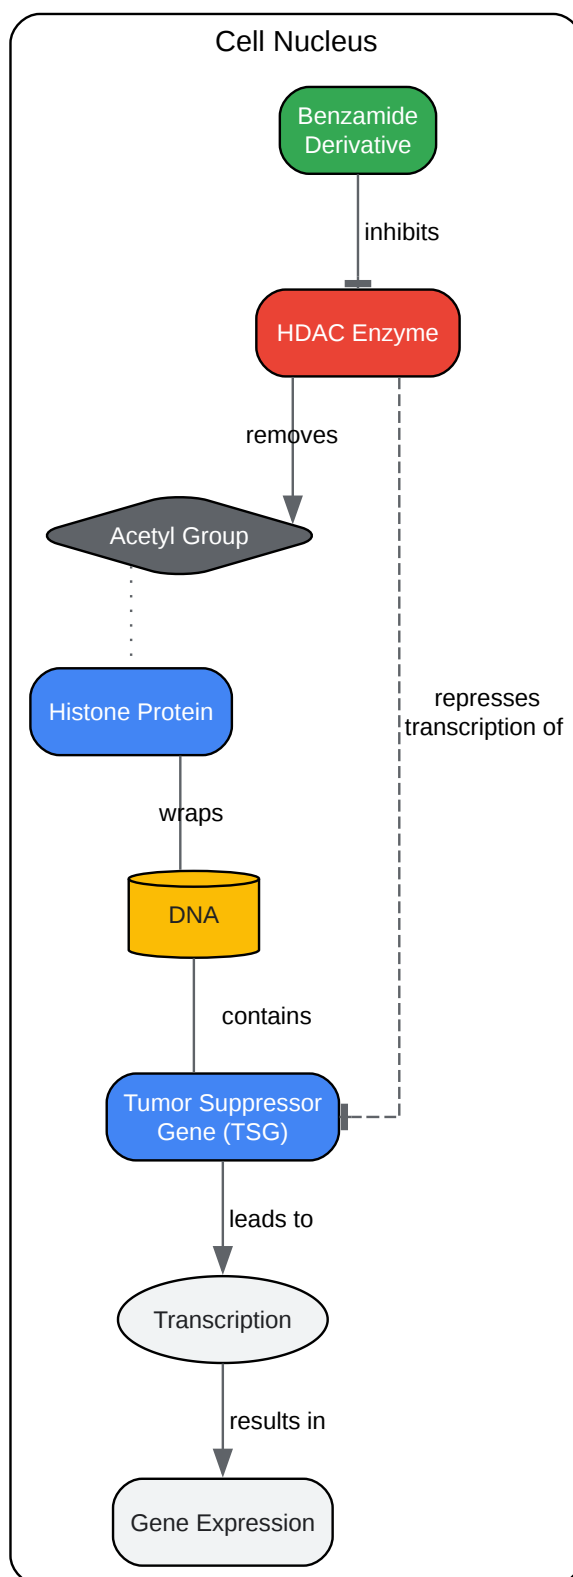 Cell Nucleus
Benzamide
Derivative
inhibits
HDAC Enzyme
removes
Acetyl Group
Histone Protein
represses
transcription of
wraps
DNA
contains
Tumor Suppressor
Gene (TSG)
leads to
Transcription
results in
Gene Expression